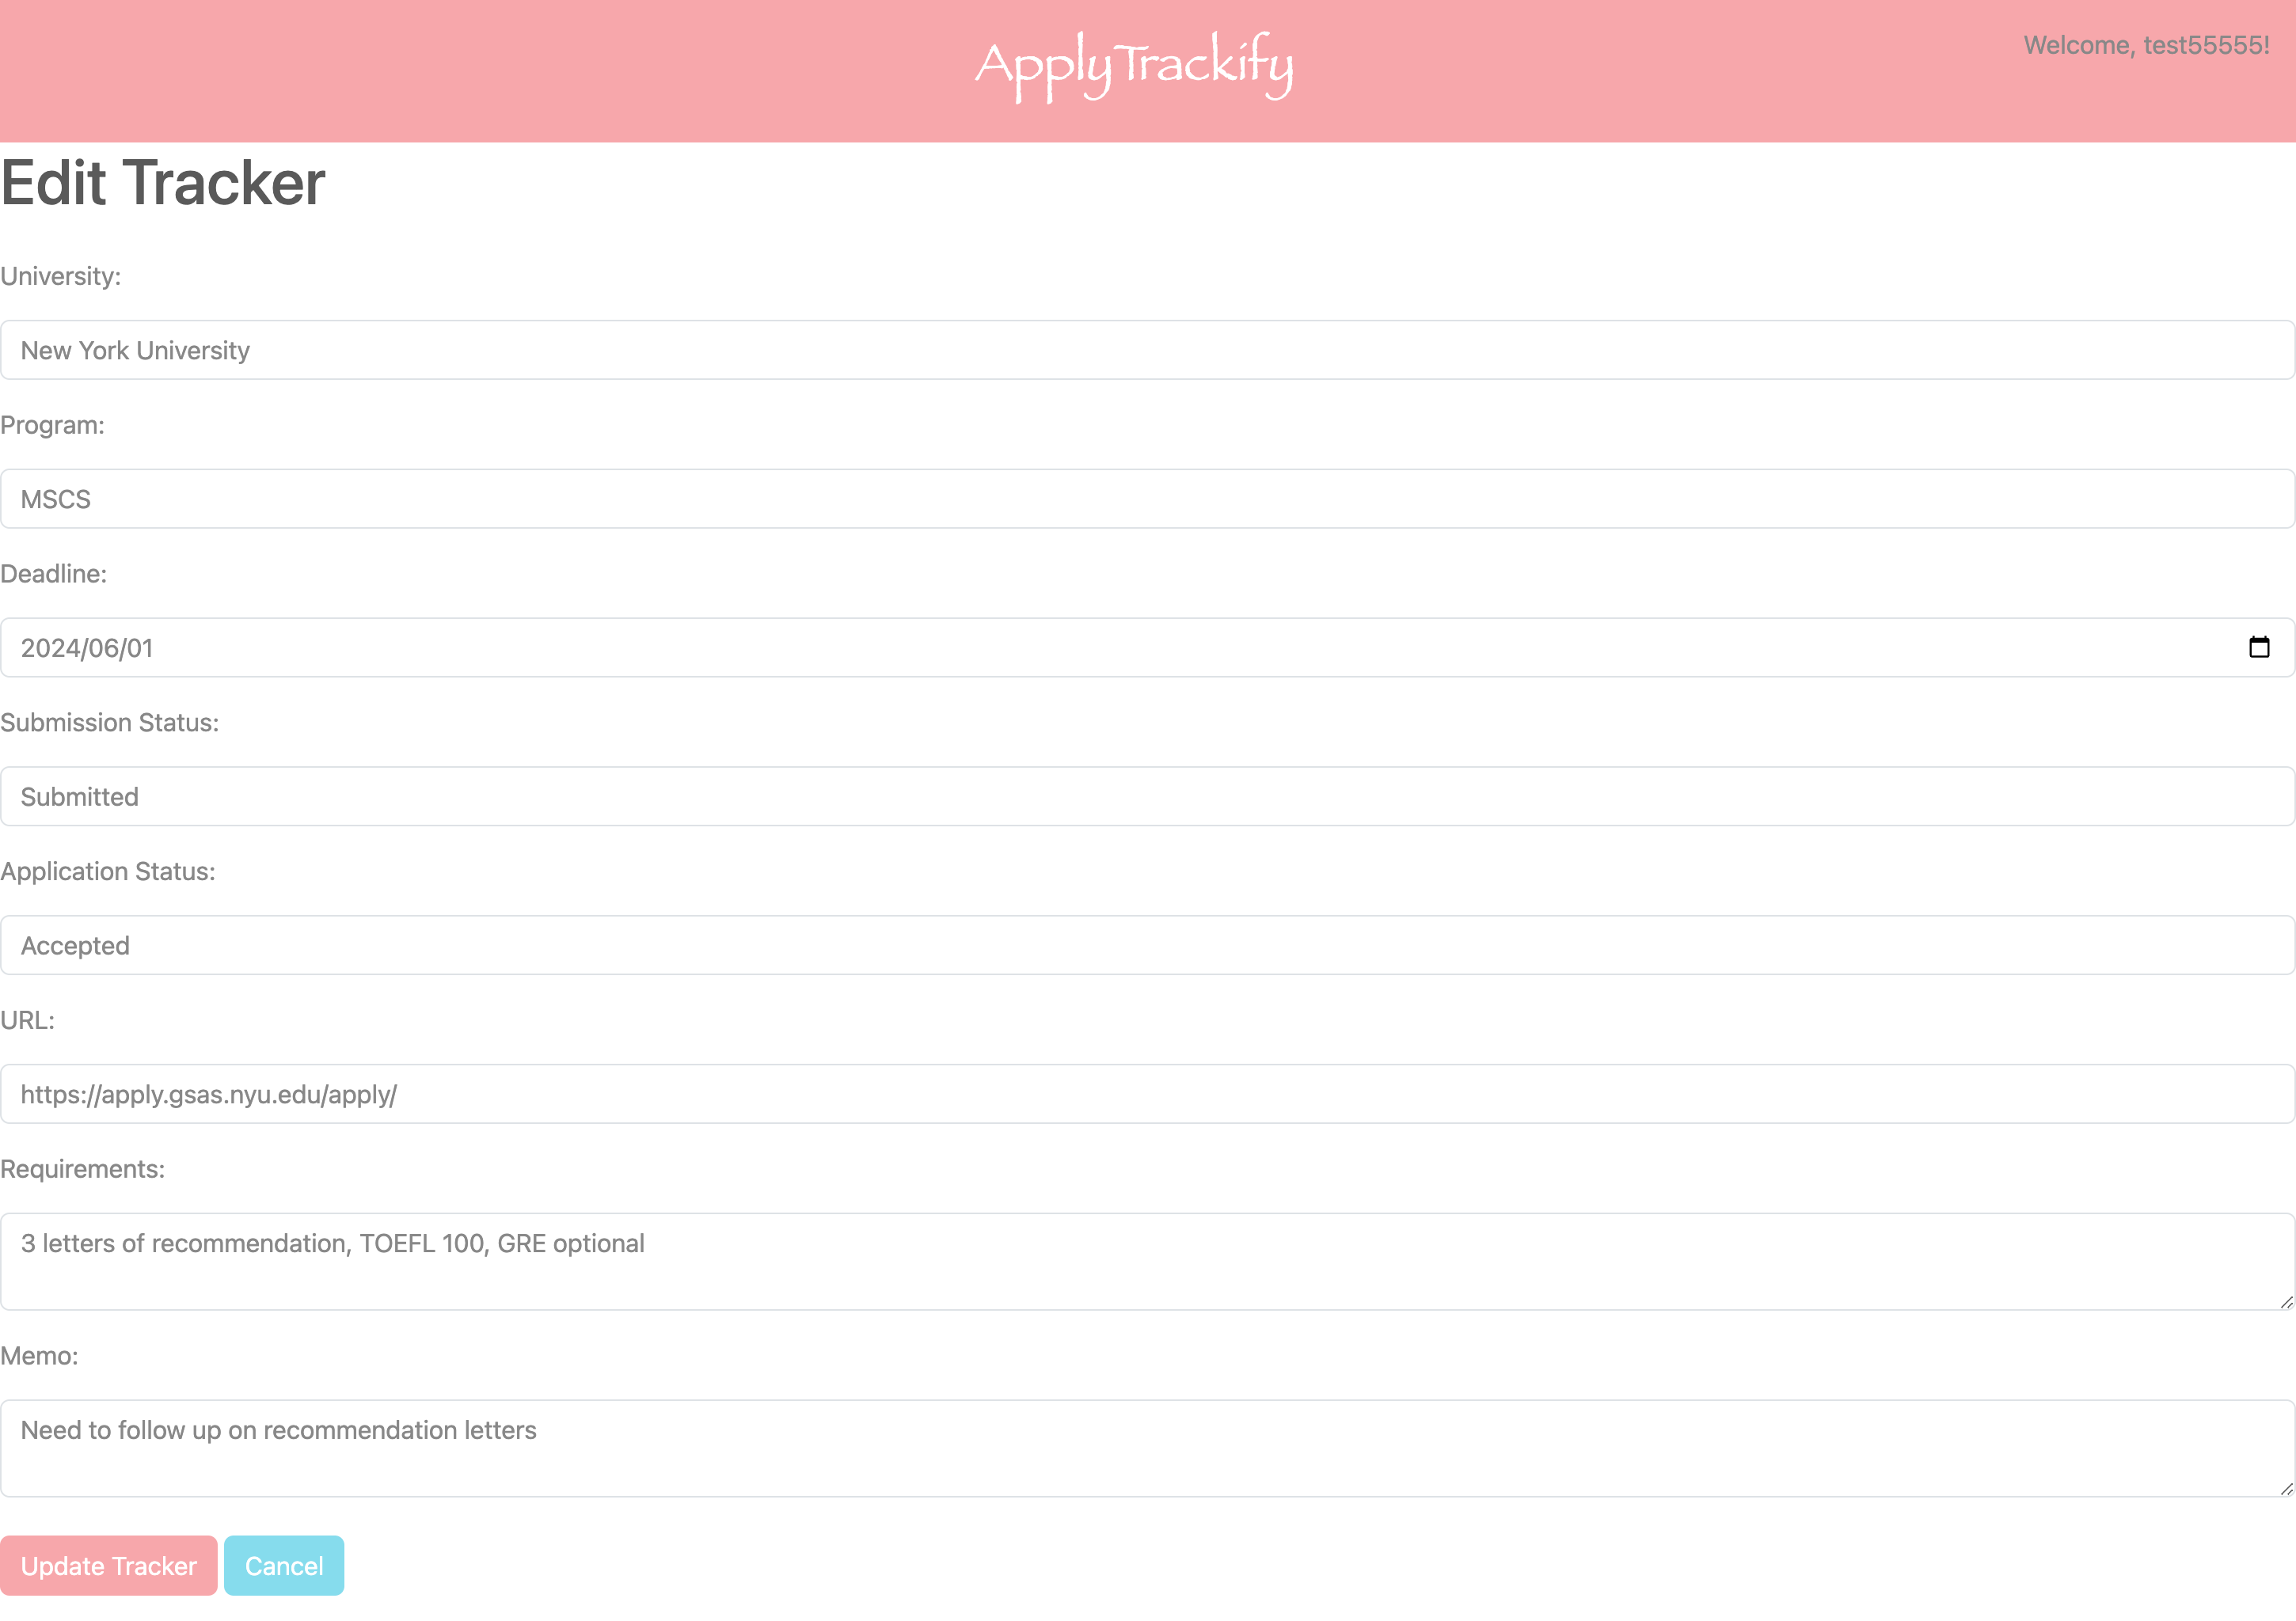 ApplyTrackify
Welcome, test55555!
Edit Tracker
University:
New York University
Program:
MSCS
Deadline:
2024/06/01
Submission Status:
Submitted
Application Status:
Accepted
URL:
https://apply.gsas.nyu.edu/apply/
Requirements:
3 letters of recommendation, TOEFL 100, GRE optional
Memo:
Need to follow up on recommendation letters
Update Tracker Cancel